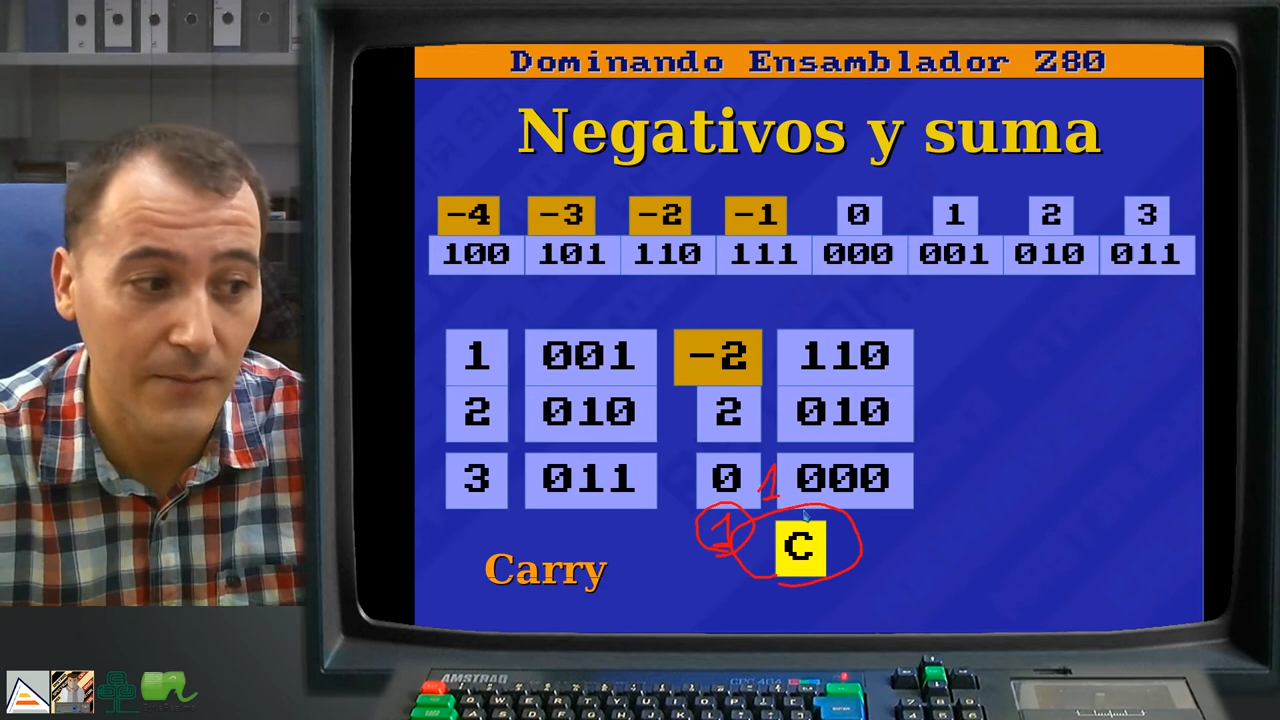 Dominando Ensamblador Z80
Negativos y suma
-4 -3 -2 -1 0 1 2 3
100 101 110 111 000 001 010 011
1 001 -2 110
2 010 2 010
3 011 0 1 000
1 C
Carry
AMSTRAD